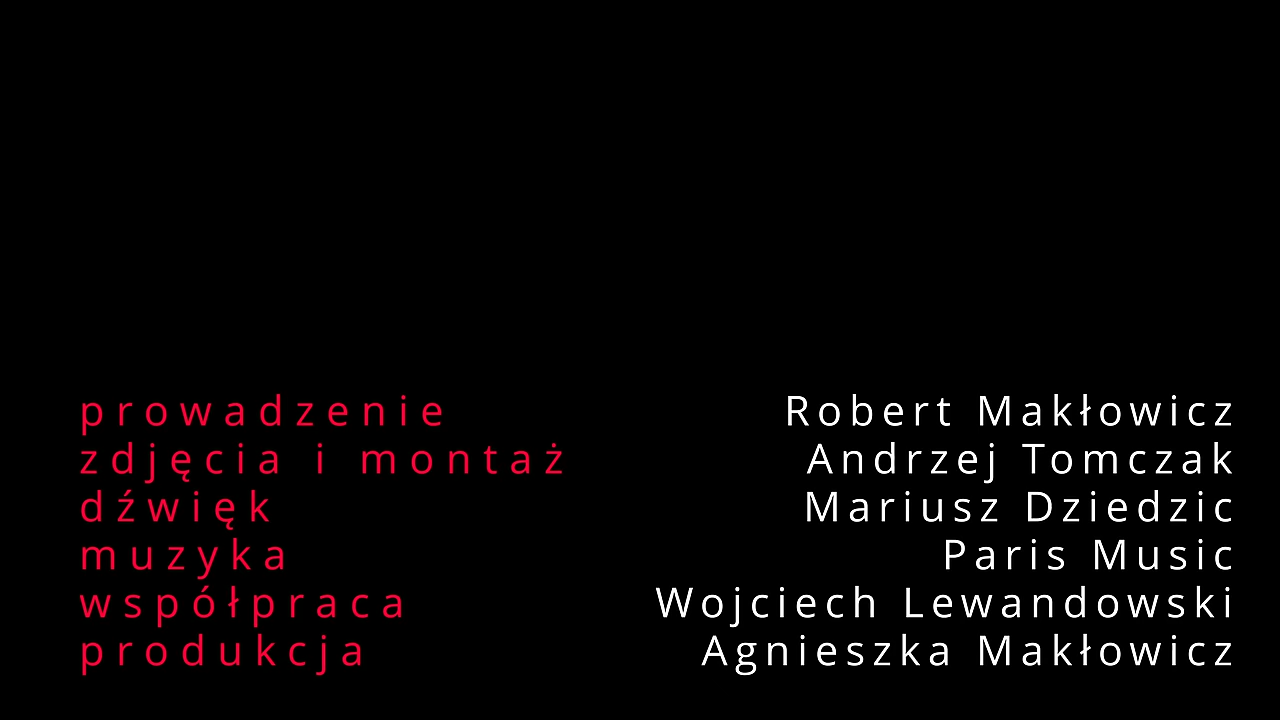 prowadzenie Robert Makłowicz
zdjęcia i montaż Andrzej Tomczak
dźwięk Mariusz Dziedzic
muzyka Paris Music
współpraca Wojciech Lewandowski
produkcja Agnieszka Makłowicz